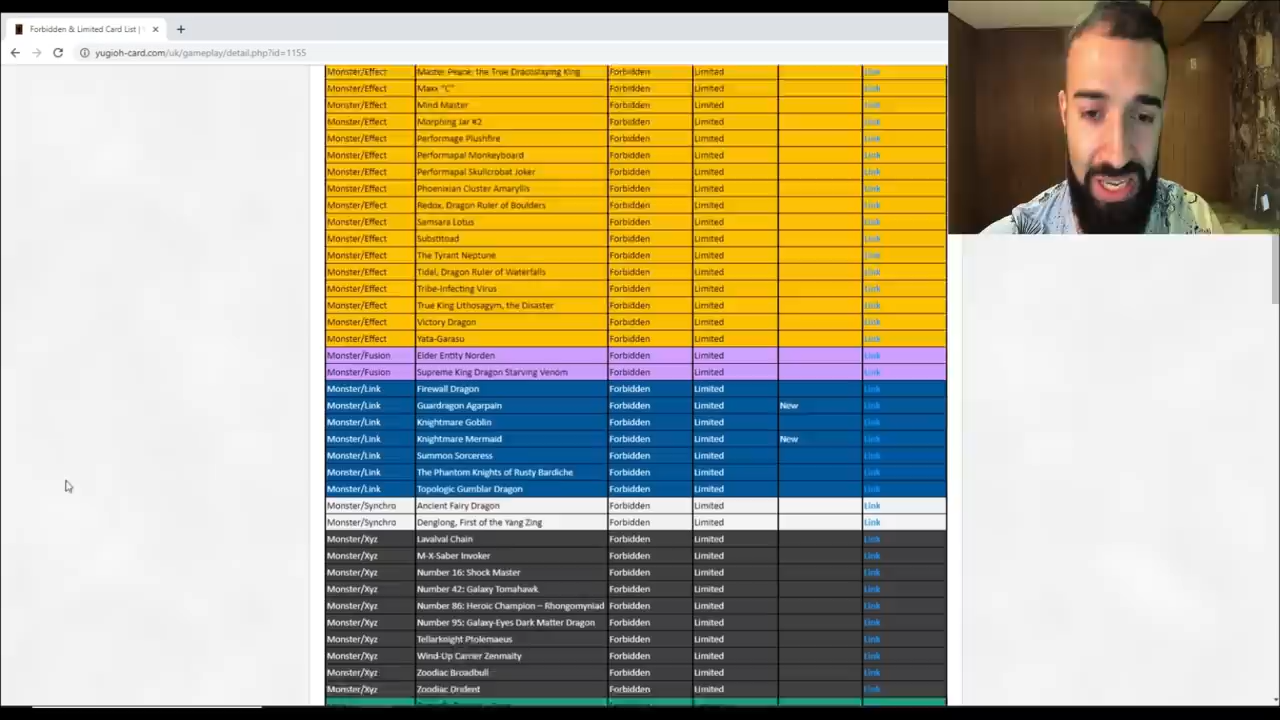 Forbidden & Limited Card List |
yugioh-card.com/uk/gameplay/detail.php?id=1155
Monster/Effect Master Peace, the True Dracoslaying King Forbidden Limited Link
Monster/Effect Maxx "C" Forbidden Limited Link
Monster/Effect Mind Master Forbidden Limited Link
Monster/Effect Morphing Jar #2 Forbidden Limited Link
Monster/Effect Performage Plushfire Forbidden Limited Link
Monster/Effect Performapal Monkeyboard Forbidden Limited Link
Monster/Effect Performapal Skullcrobat Joker Forbidden Limited Link
Monster/Effect Phoenixian Cluster Amaryllis Forbidden Limited Link
Monster/Effect Redox, Dragon Ruler of Boulders Forbidden Limited Link
Monster/Effect Samsara Lotus Forbidden Limited Link
Monster/Effect Substitoad Forbidden Limited Link
Monster/Effect The Tyrant Neptune Forbidden Limited Link
Monster/Effect Tidal, Dragon Ruler of Waterfalls Forbidden Limited Link
Monster/Effect Tribe-Infecting Virus Forbidden Limited Link
Monster/Effect True King Lithosagym, the Disaster Forbidden Limited Link
Monster/Effect Victory Dragon Forbidden Limited Link
Monster/Effect Yata-Garasu Forbidden Limited Link
Monster/Fusion Elder Entity Norden Forbidden Limited Link
Monster/Fusion Supreme King Dragon Starving Venom Forbidden Limited Link
Monster/Link Firewall Dragon Forbidden Limited Link
Monster/Link Guardragon Agarpain Forbidden Limited New Link
Monster/Link Knightmare Goblin Forbidden Limited Link
Monster/Link Knightmare Mermaid Forbidden Limited New Link
Monster/Link Summon Sorceress Forbidden Limited Link
Monster/Link The Phantom Knights of Rusty Bardiche Forbidden Limited Link
Monster/Link Topologic Gumblar Dragon Forbidden Limited Link
Monster/Synchro Ancient Fairy Dragon Forbidden Limited Link
Monster/Synchro Denglong, First of the Yang Zing Forbidden Limited Link
Monster/Xyz Lavalval Chain Forbidden Limited Link
Monster/Xyz M-X-Saber Invoker Forbidden Limited Link
Monster/Xyz Number 16: Shock Master Forbidden Limited Link
Monster/Xyz Number 42: Galaxy Tomahawk Forbidden Limited Link
Monster/Xyz Number 86: Heroic Champion – Rhongomyniad Forbidden Limited Link
Monster/Xyz Number 95: Galaxy-Eyes Dark Matter Dragon Forbidden Limited Link
Monster/Xyz Tellarknight Ptolemaeus Forbidden Limited Link
Monster/Xyz Wind-Up Carrier Zenmaity Forbidden Limited Link
Monster/Xyz Zoodiac Broadbull Forbidden Limited Link
Monster/Xyz Zoodiac Drident Forbidden Limited Link